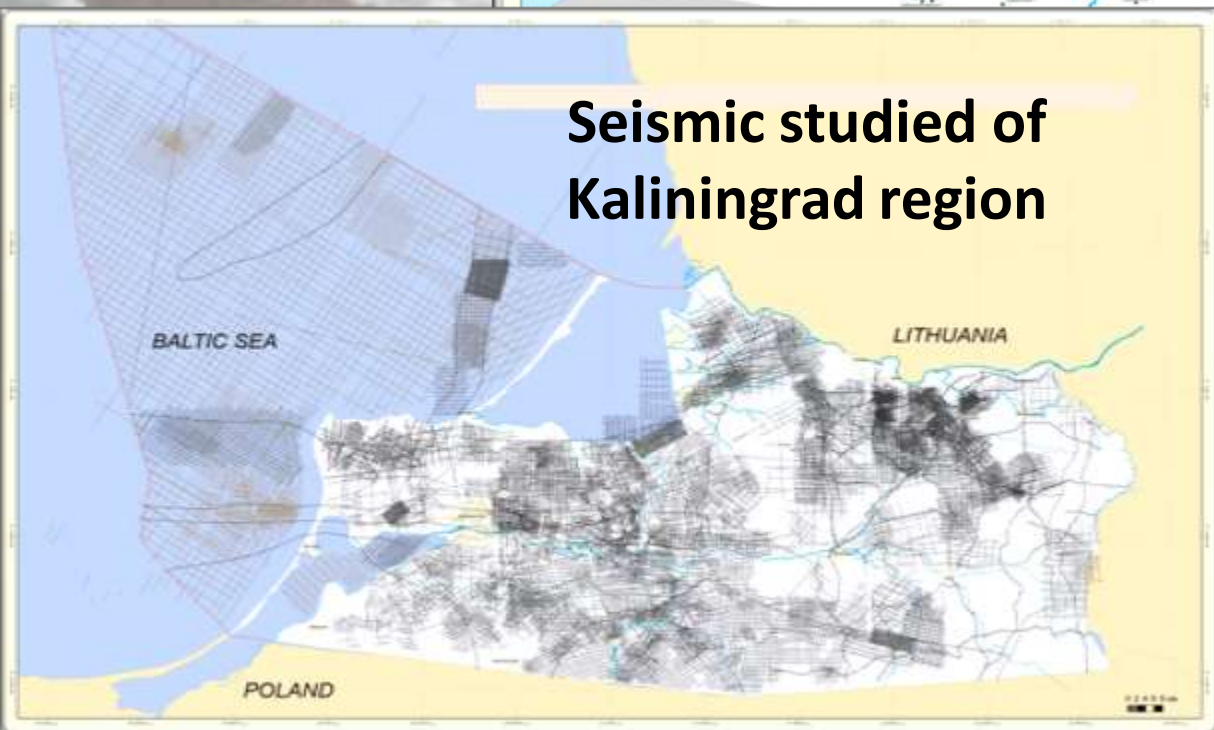 Seismic studied of
Kaliningrad region
BALTIC SEA
LITHUANIA
POLAND